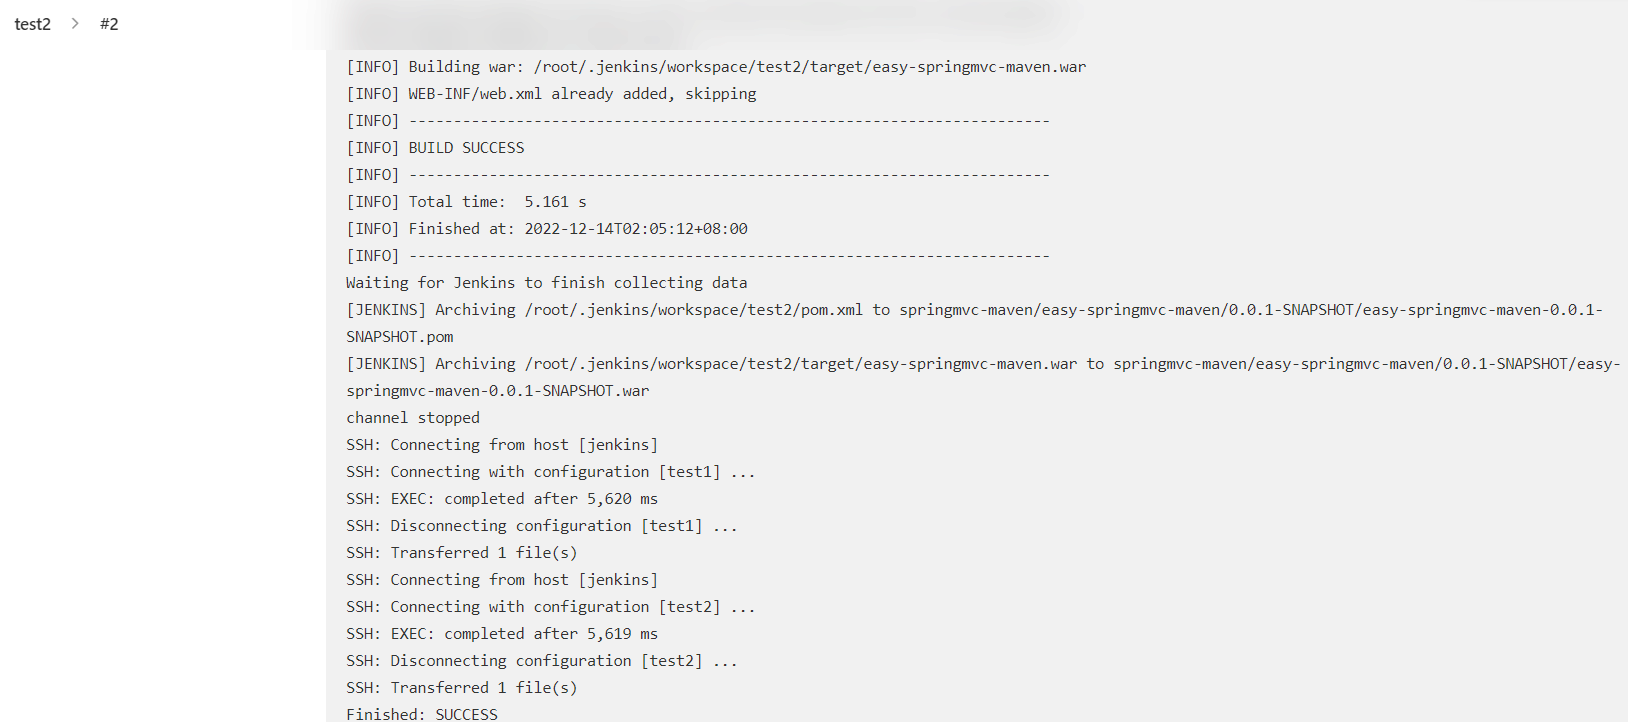 test2 > #2
[INFO] Building war: /root/.jenkins/workspace/test2/target/easy-springmvc-maven.war
[INFO] WEB-INF/web.xml already added, skipping
[INFO] ------------------------------------------------------------------------
[INFO] BUILD SUCCESS
[INFO] ------------------------------------------------------------------------
[INFO] Total time:  5.161 s
[INFO] Finished at: 2022-12-14T02:05:12+08:00
[INFO] ------------------------------------------------------------------------
Waiting for Jenkins to finish collecting data
[JENKINS] Archiving /root/.jenkins/workspace/test2/pom.xml to springmvc-maven/easy-springmvc-maven/0.0.1-SNAPSHOT/easy-springmvc-maven-0.0.1-
SNAPSHOT.pom
[JENKINS] Archiving /root/.jenkins/workspace/test2/target/easy-springmvc-maven.war to springmvc-maven/easy-springmvc-maven/0.0.1-SNAPSHOT/easy-
springmvc-maven-0.0.1-SNAPSHOT.war
channel stopped
SSH: Connecting from host [jenkins]
SSH: Connecting with configuration [test1] ...
SSH: EXEC: completed after 5,620 ms
SSH: Disconnecting configuration [test1] ...
SSH: Transferred 1 file(s)
SSH: Connecting from host [jenkins]
SSH: Connecting with configuration [test2] ...
SSH: EXEC: completed after 5,619 ms
SSH: Disconnecting configuration [test2] ...
SSH: Transferred 1 file(s)
Finished: SUCCESS